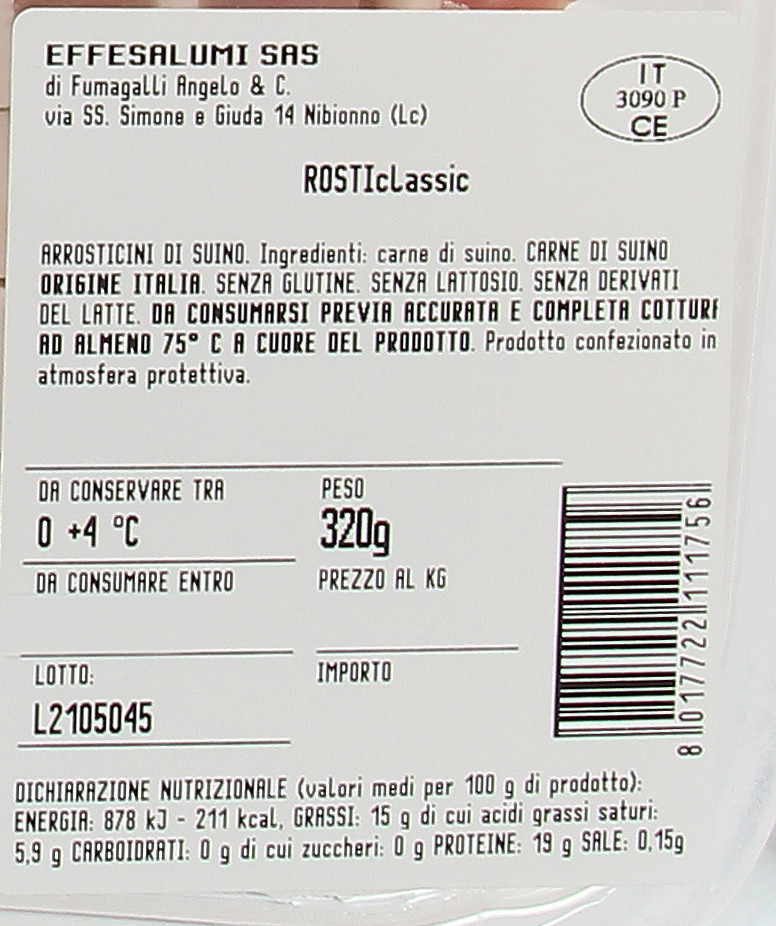 EFFESALUMI SAS
di Fumagalli Angelo & C.
via SS. Simone e Giuda 14 Nibionno (Lc)
IT
3090 P
CE
ROSTIcLassic
ARROSTICINI DI SUINO. Ingredienti: carne di suino. CARNE DI SUINO
ORIGINE ITALIA. SENZA GLUTINE. SENZA LATTOSIO. SENZA DERIVATI
DEL LATTE. DA CONSUMARSI PREVIA ACCURATA E COMPLETA COTTURA
AD ALMENO 75° C A CUORE DEL PRODOTTO. Prodotto confezionato in
atmosfera protettiva.
DA CONSERVARE TRA
0 +4 °C
PESO
320g
DA CONSUMARE ENTRO
PREZZO AL KG
LOTTO:
L2105045
IMPORTO
8 017722 111756
DICHIARAZIONE NUTRIZIONALE (valori medi per 100 g di prodotto):
ENERGIA: 878 kJ - 211 kcal, GRASSI: 15 g di cui acidi grassi saturi:
5,9 g CARBOIDRATI: 0 g di cui zuccheri: 0 g PROTEINE: 19 g SALE: 0,15g